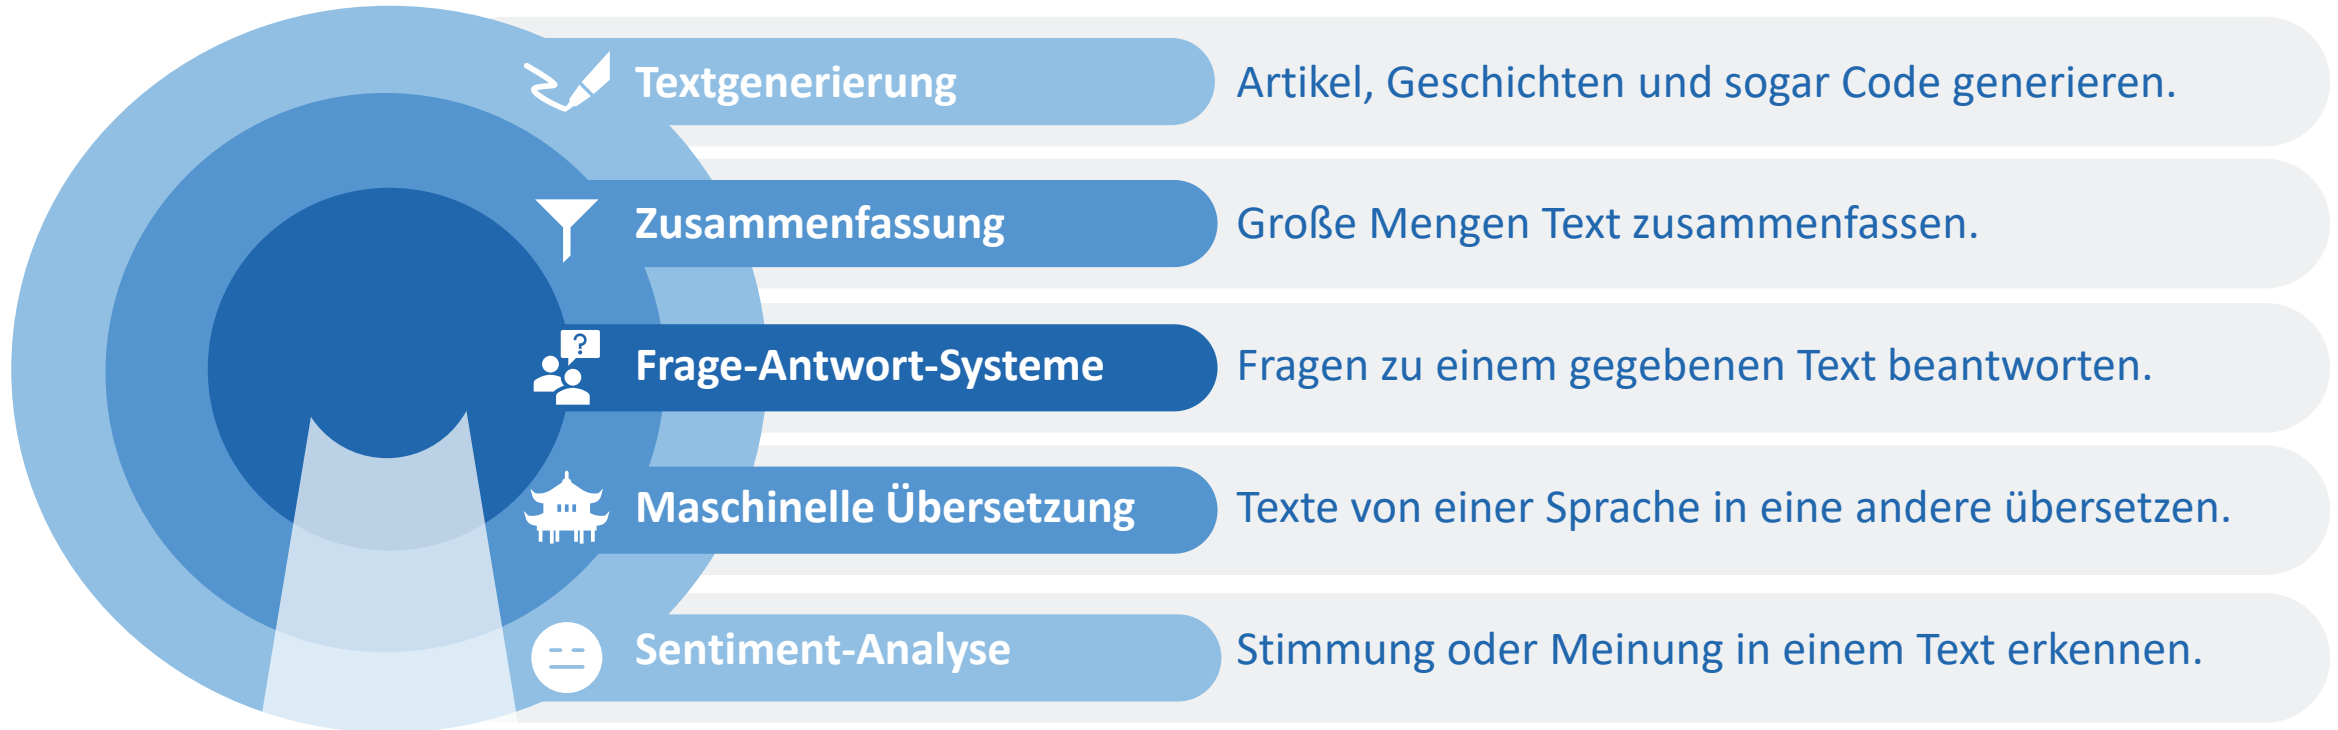 Textgenerierung
Artikel, Geschichten und sogar Code generieren.
Zusammenfassung
Große Mengen Text zusammenfassen.
?
Frage-Antwort-Systeme
Fragen zu einem gegebenen Text beantworten.
Maschinelle Übersetzung
Texte von einer Sprache in eine andere übersetzen.
Sentiment-Analyse
Stimmung oder Meinung in einem Text erkennen.